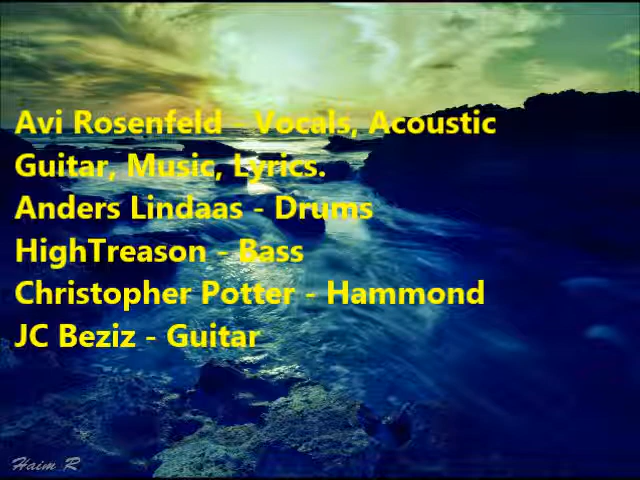 Avi Rosenfeld - Vocals, Acoustic
Guitar, Music, Lyrics.
Anders Lindaas - Drums
HighTreason - Bass
Christopher Potter - Hammond
JC Beziz - Guitar
Haim R